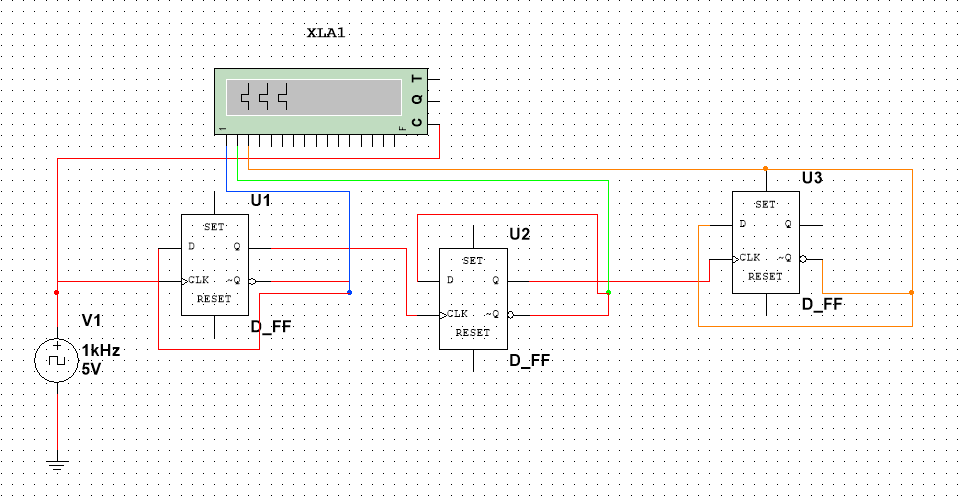 XLA1
T
Q
C
1
F
U1
SET
D
Q
CLK
~Q
RESET
D_FF
U2
SET
D
Q
CLK
~Q
RESET
D_FF
U3
SET
D
Q
CLK
~Q
RESET
D_FF
V1
1kHz
5V